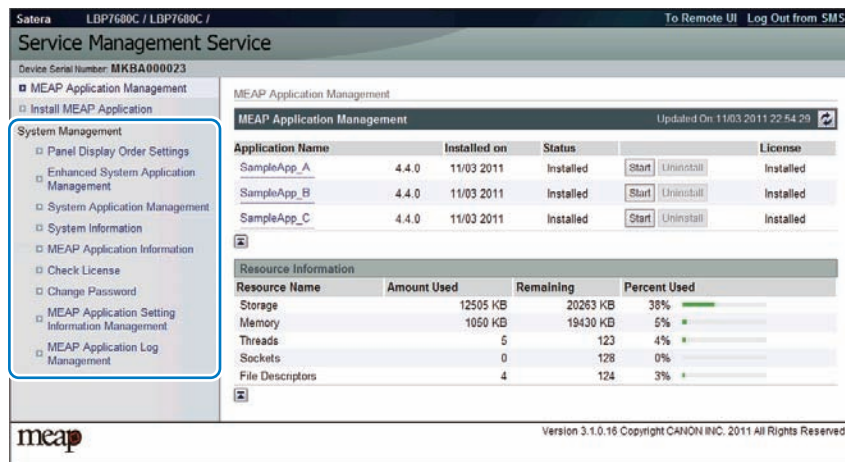 Satera LBP7680C / LBP7680C / To Remote UI Log Out from SMS
Service Management Service
Device Serial Number: MKBA000023
MEAP Application Management
Install MEAP Application
System Management
Panel Display Order Settings
Enhanced System Application
Management
System Application Management
System Information
MEAP Application Information
Check License
Change Password
MEAP Application Setting
Information Management
MEAP Application Log
Management
MEAP Application Management
MEAP Application Management Updated On:11/03 2011 22:54:29
Application Name Installed on Status License
SampleApp_A 4.4.0 11/03 2011 Installed Start Uninstall Installed
SampleApp_B 4.4.0 11/03 2011 Installed Start Uninstall Installed
SampleApp_C 4.4.0 11/03 2011 Installed Start Uninstall Installed
Resource Information
Resource Name Amount Used Remaining Percent Used
Storage 12505 KB 20263 KB 38%
Memory 1050 KB 19430 KB 5%
Threads 5 123 4%
Sockets 0 128 0%
File Descriptors 4 124 3%
meap Version 3.1.0.16 Copyright CANON INC. 2011 All Rights Reserved